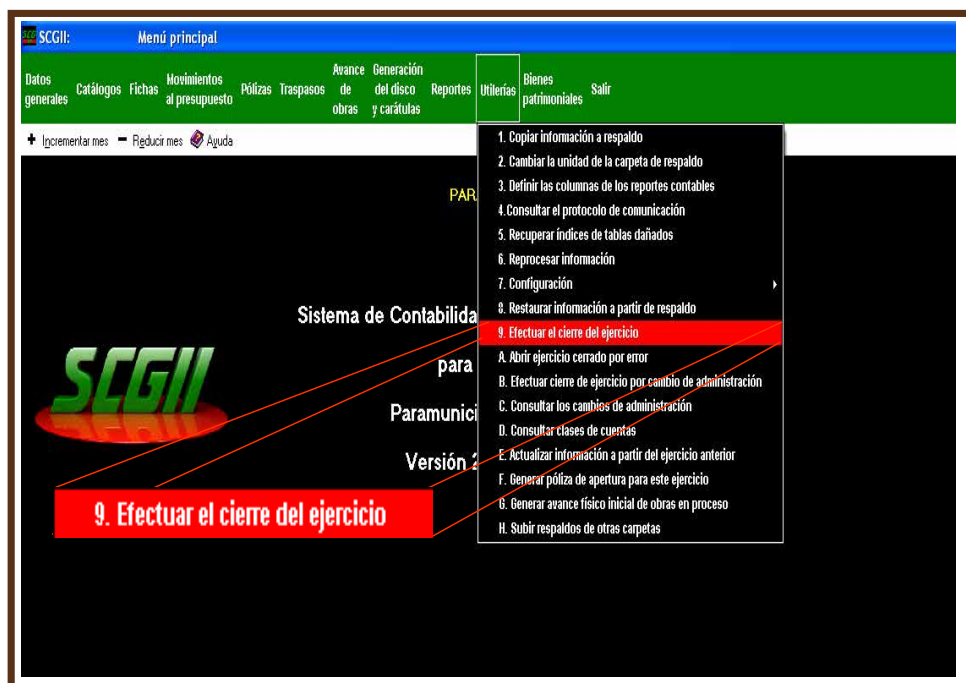 SCGII: Menú principal
Datos generales
Catálogos
Fichas
Movimientos al presupuesto
Pólizas
Traspasos
Avance de obras
Generación del disco y carátulas
Reportes
Utilerías
Bienes patrimoniales
Salir
+ Incrementar mes − Reducir mes Ayuda
1. Copiar información a respaldo
2. Cambiar la unidad de la carpeta de respaldo
3. Definir las columnas de los reportes contables
4.Consultar el protocolo de comunicación
5. Recuperar índices de tablas dañados
6. Reprocesar información
7. Configuración
8. Restaurar información a partir de respaldo
9. Efectuar el cierre del ejercicio
A. Abrir ejercicio cerrado por error
B. Efectuar cierre de ejercicio por cambio de administración
C. Consultar los cambios de administración
D. Consultar clases de cuentas
E. Actualizar información a partir del ejercicio anterior
F. Generar póliza de apertura para este ejercicio
G. Generar avance físico inicial de obras en proceso
H. Subir respaldos de otras carpetas
PAR
Sistema de Contabilida
para
Paramunici
Versión 2
SCGII
9. Efectuar el cierre del ejercicio